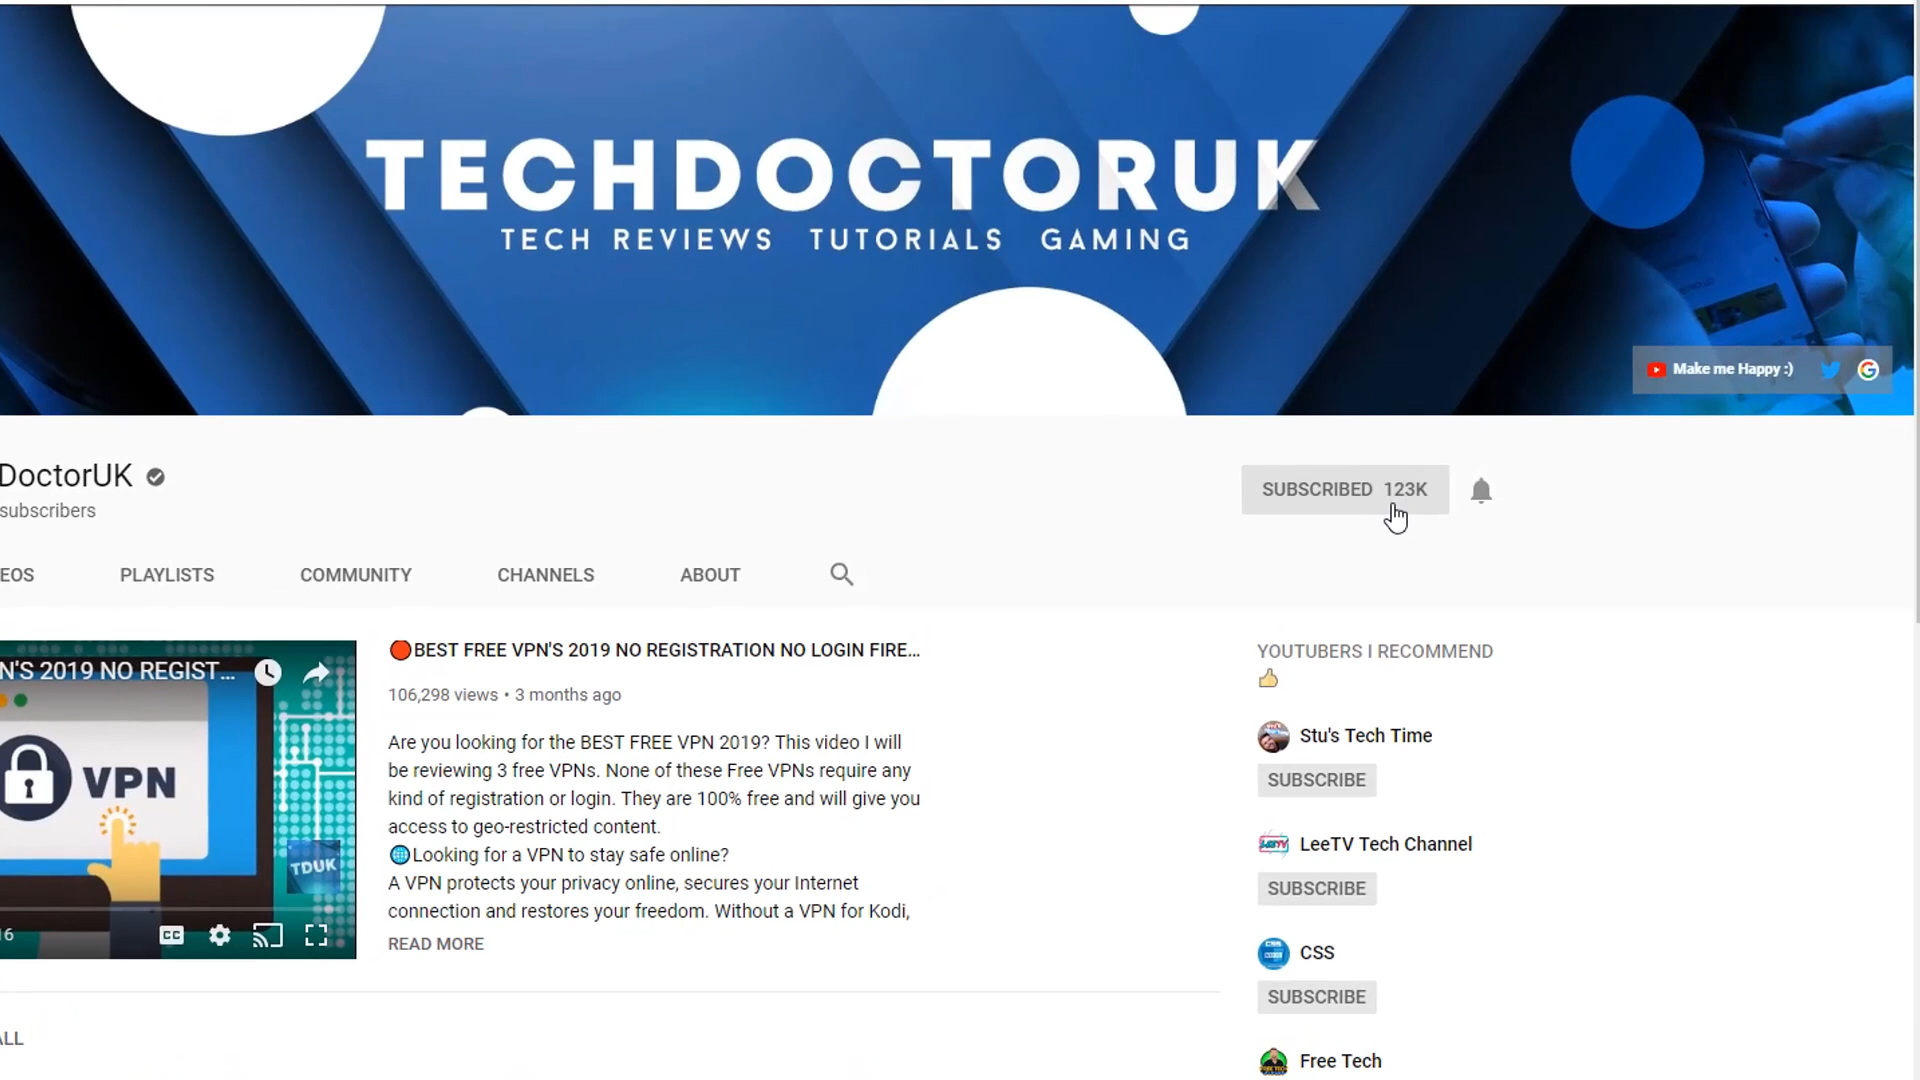 TECHDOCTORUK
TECH REVIEWS TUTORIALS GAMING
Make me Happy :)
DoctorUK
subscribers
SUBSCRIBED 123K
EOS
PLAYLISTS
COMMUNITY
CHANNELS
ABOUT
N'S 2019 NO REGIST...
VPN
TDUK
16
CC
🔴BEST FREE VPN'S 2019 NO REGISTRATION NO LOGIN FIRE...
106,298 views • 3 months ago
Are you looking for the BEST FREE VPN 2019? This video I will
be reviewing 3 free VPNs. None of these Free VPNs require any
kind of registration or login. They are 100% free and will give you
access to geo-restricted content.
🌐Looking for a VPN to stay safe online?
A VPN protects your privacy online, secures your Internet
connection and restores your freedom. Without a VPN for Kodi,
READ MORE
ALL
YOUTUBERS I RECOMMEND
👍
Stu's Tech Time
SUBSCRIBE
LeeTV Tech Channel
SUBSCRIBE
CSS
SUBSCRIBE
Free Tech